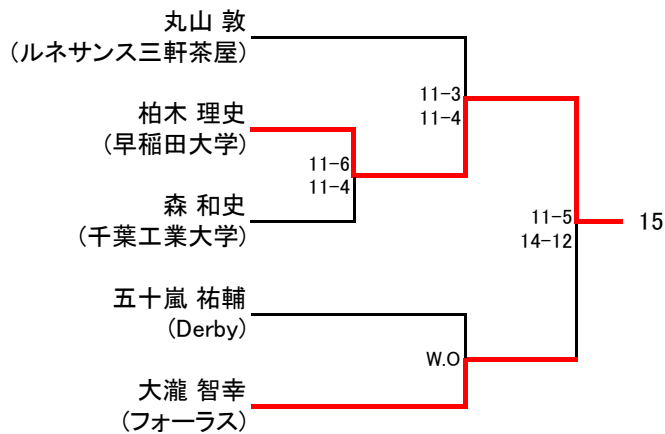 丸山 敦
(ルネサンス三軒茶屋)
11-3
11-4
柏木 理史
(早稲田大学)
11-6
11-4
森 和史
(千葉工業大学)
11-5
14-12
15
五十嵐 祐輔
(Derby)
W.O
大瀧 智幸
(フォーラス)